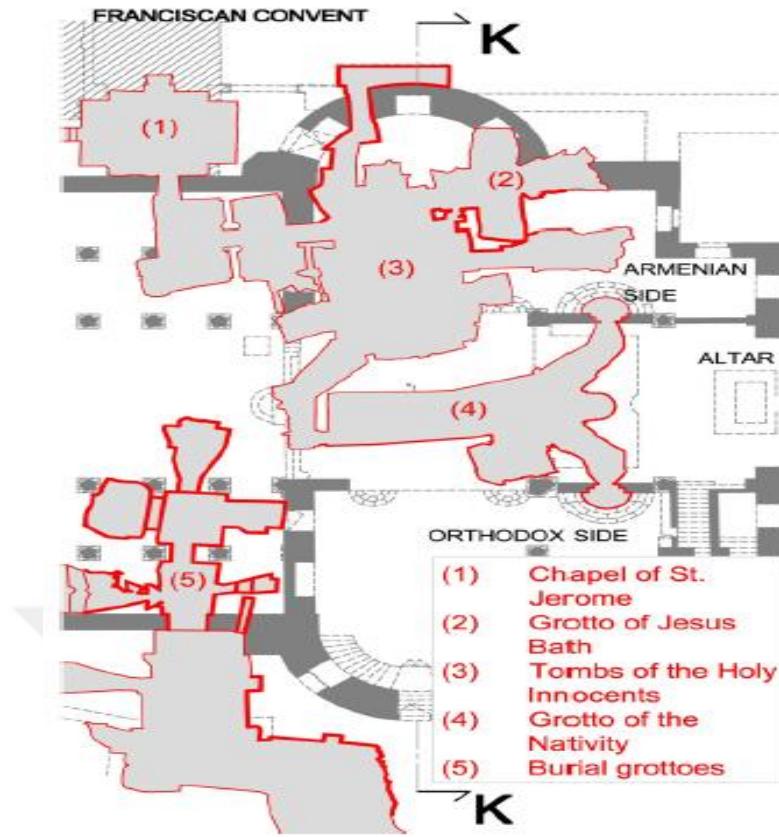 FRANCISCAN CONVENT
K
(1)
(2)
(3)
ARMENIAN
SIDE
ALTAR
(4)
ORTHODOX SIDE
(5)
(1) Chapel of St.
Jerome
(2) Grotto of Jesus
Bath
(3) Tombs of the Holy
Innocents
(4) Grotto of the
Nativity
(5) Burial grottoes
K